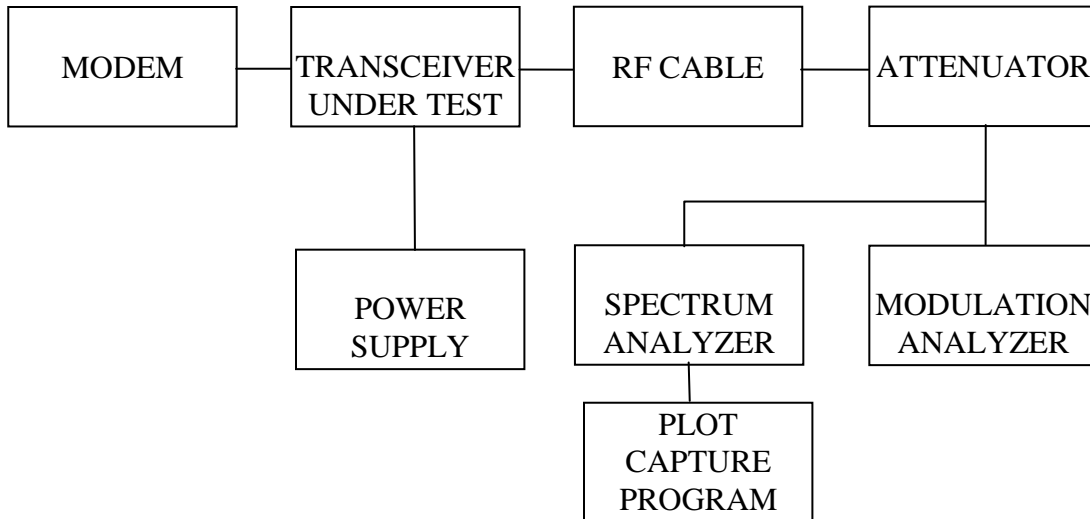 MODEM
TRANSCEIVER
UNDER TEST
RF CABLE
ATTENUATOR
POWER
SUPPLY
SPECTRUM
ANALYZER
MODULATION
ANALYZER
PLOT
CAPTURE
PROGRAM